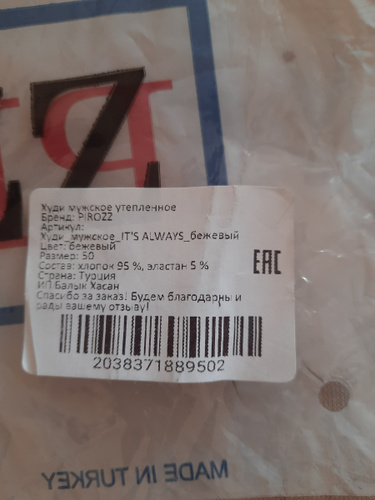 Худи мужское утепленное
Бренд: PIROZZ
Артикул:
Худи_мужское_IT'S ALWAYS_бежевый
Цвет: бежевый
Размер: 50
Состав: хлопок 95 %, эластан 5 %
Страна: Турция
ИП Балык Хасан
Спасибо за заказ! Будем благодарны и
рады вашему отзыву!
EAC
2038371889502
MADE IN TURKEY